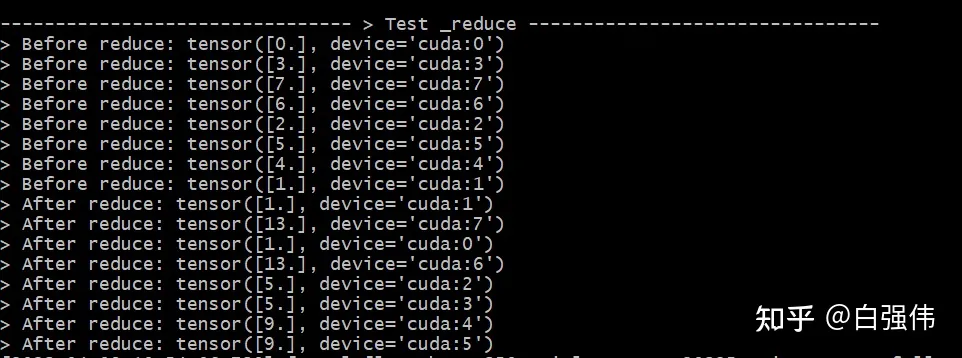 -------------------------------- > Test _reduce --------------------------------
> Before reduce: tensor([0.], device='cuda:0')
> Before reduce: tensor([3.], device='cuda:3')
> Before reduce: tensor([7.], device='cuda:7')
> Before reduce: tensor([6.], device='cuda:6')
> Before reduce: tensor([2.], device='cuda:2')
> Before reduce: tensor([5.], device='cuda:5')
> Before reduce: tensor([4.], device='cuda:4')
> Before reduce: tensor([1.], device='cuda:1')
> After reduce: tensor([1.], device='cuda:1')
> After reduce: tensor([13.], device='cuda:7')
> After reduce: tensor([1.], device='cuda:0')
> After reduce: tensor([13.], device='cuda:6')
> After reduce: tensor([5.], device='cuda:2')
> After reduce: tensor([5.], device='cuda:3')
> After reduce: tensor([9.], device='cuda:4')
> After reduce: tensor([9.], device='cuda:5')
知乎 @白强伟